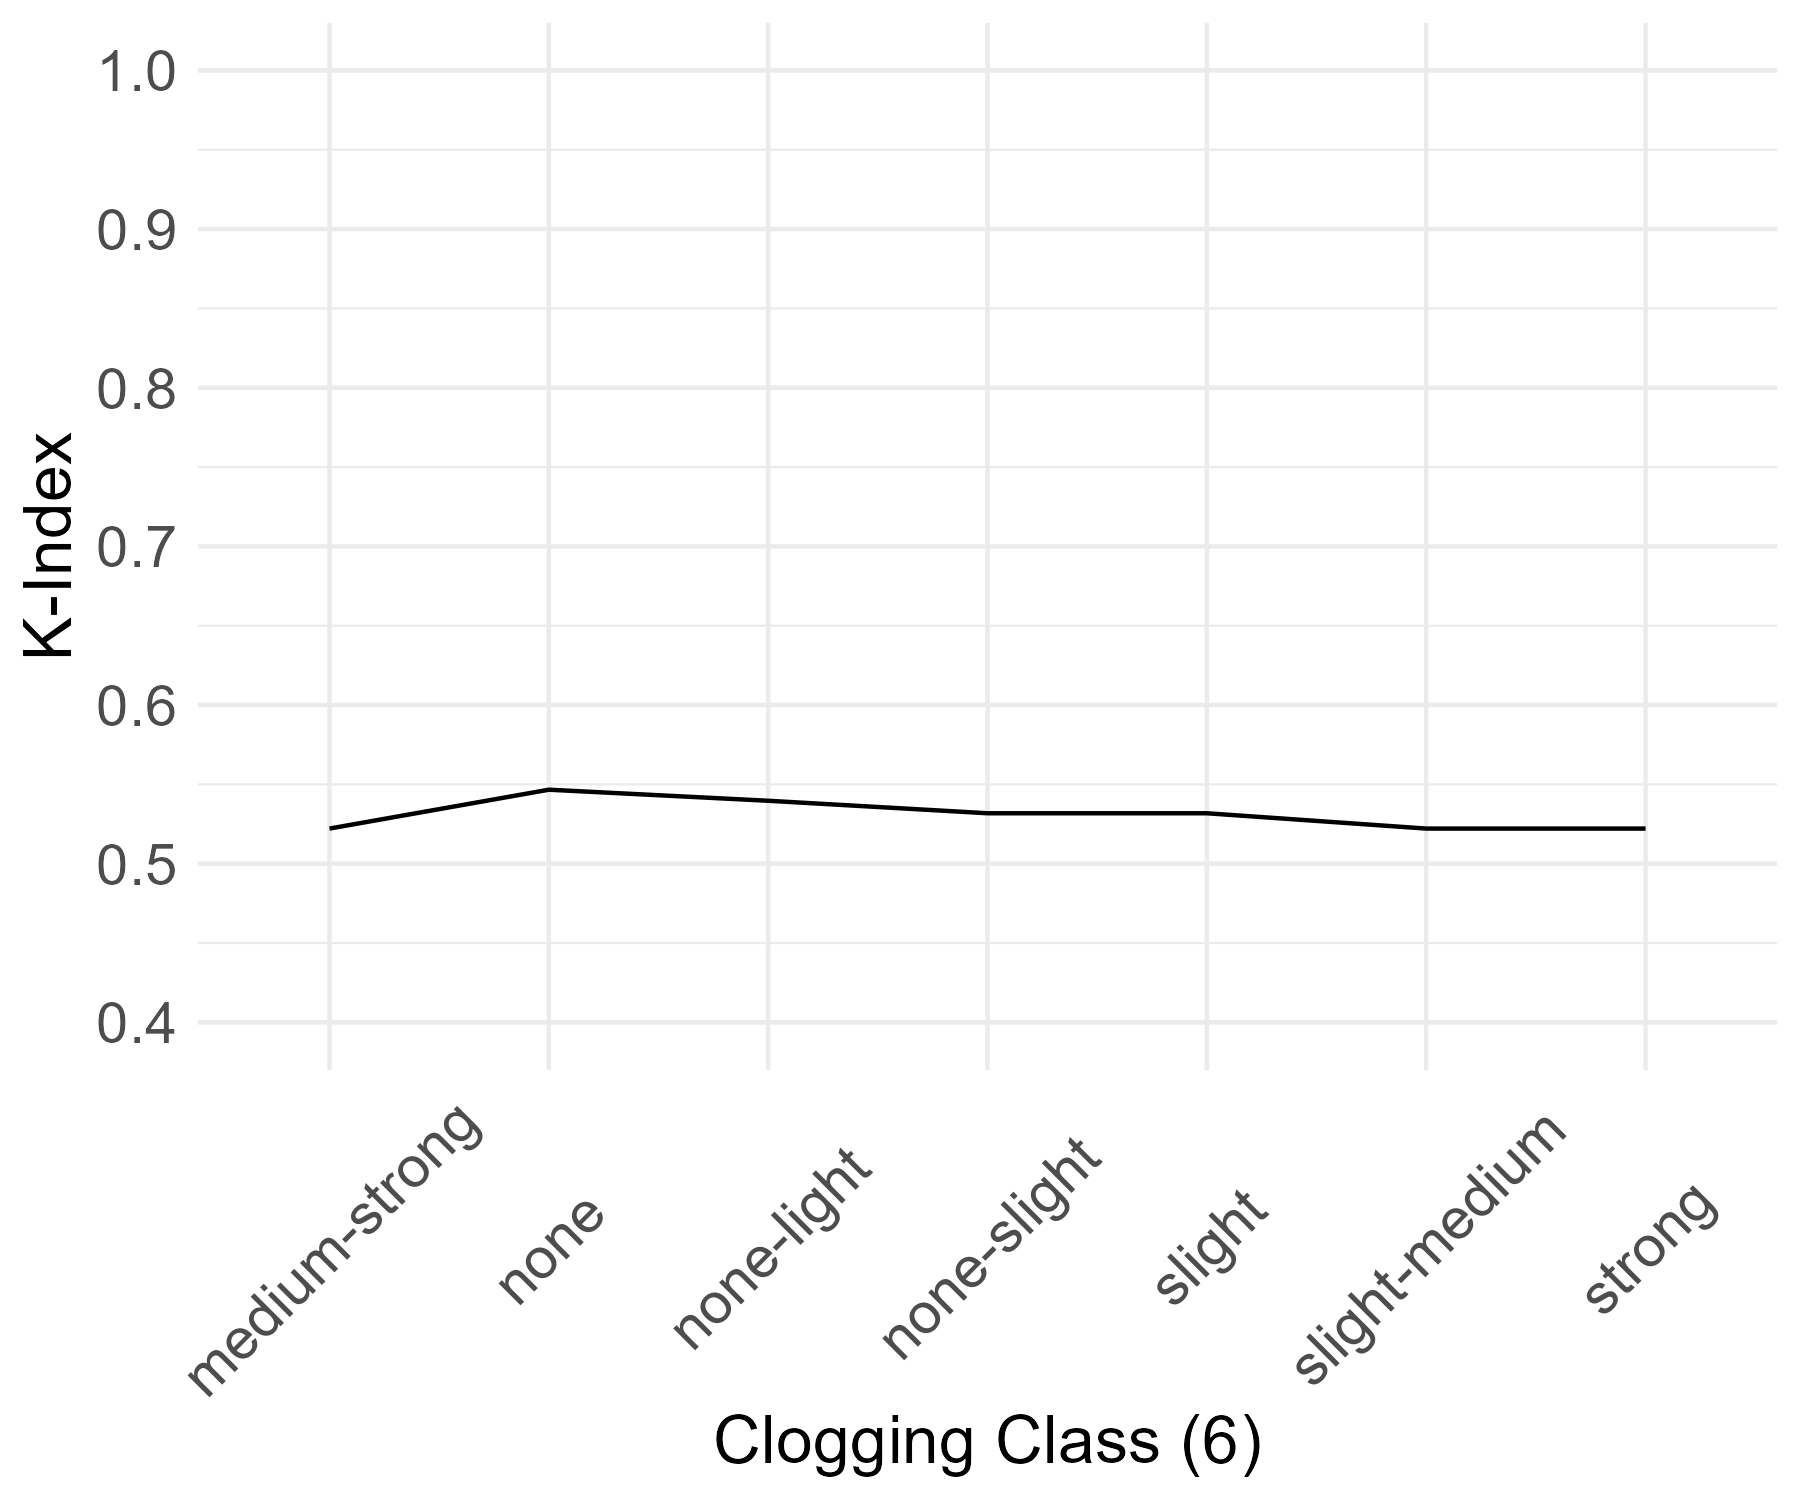 K-Index
1.0
0.9
0.8
0.7
0.6
0.5
0.4
medium-strong
none
none-light
none-slight
slight
slight-medium
strong
Clogging Class (6)